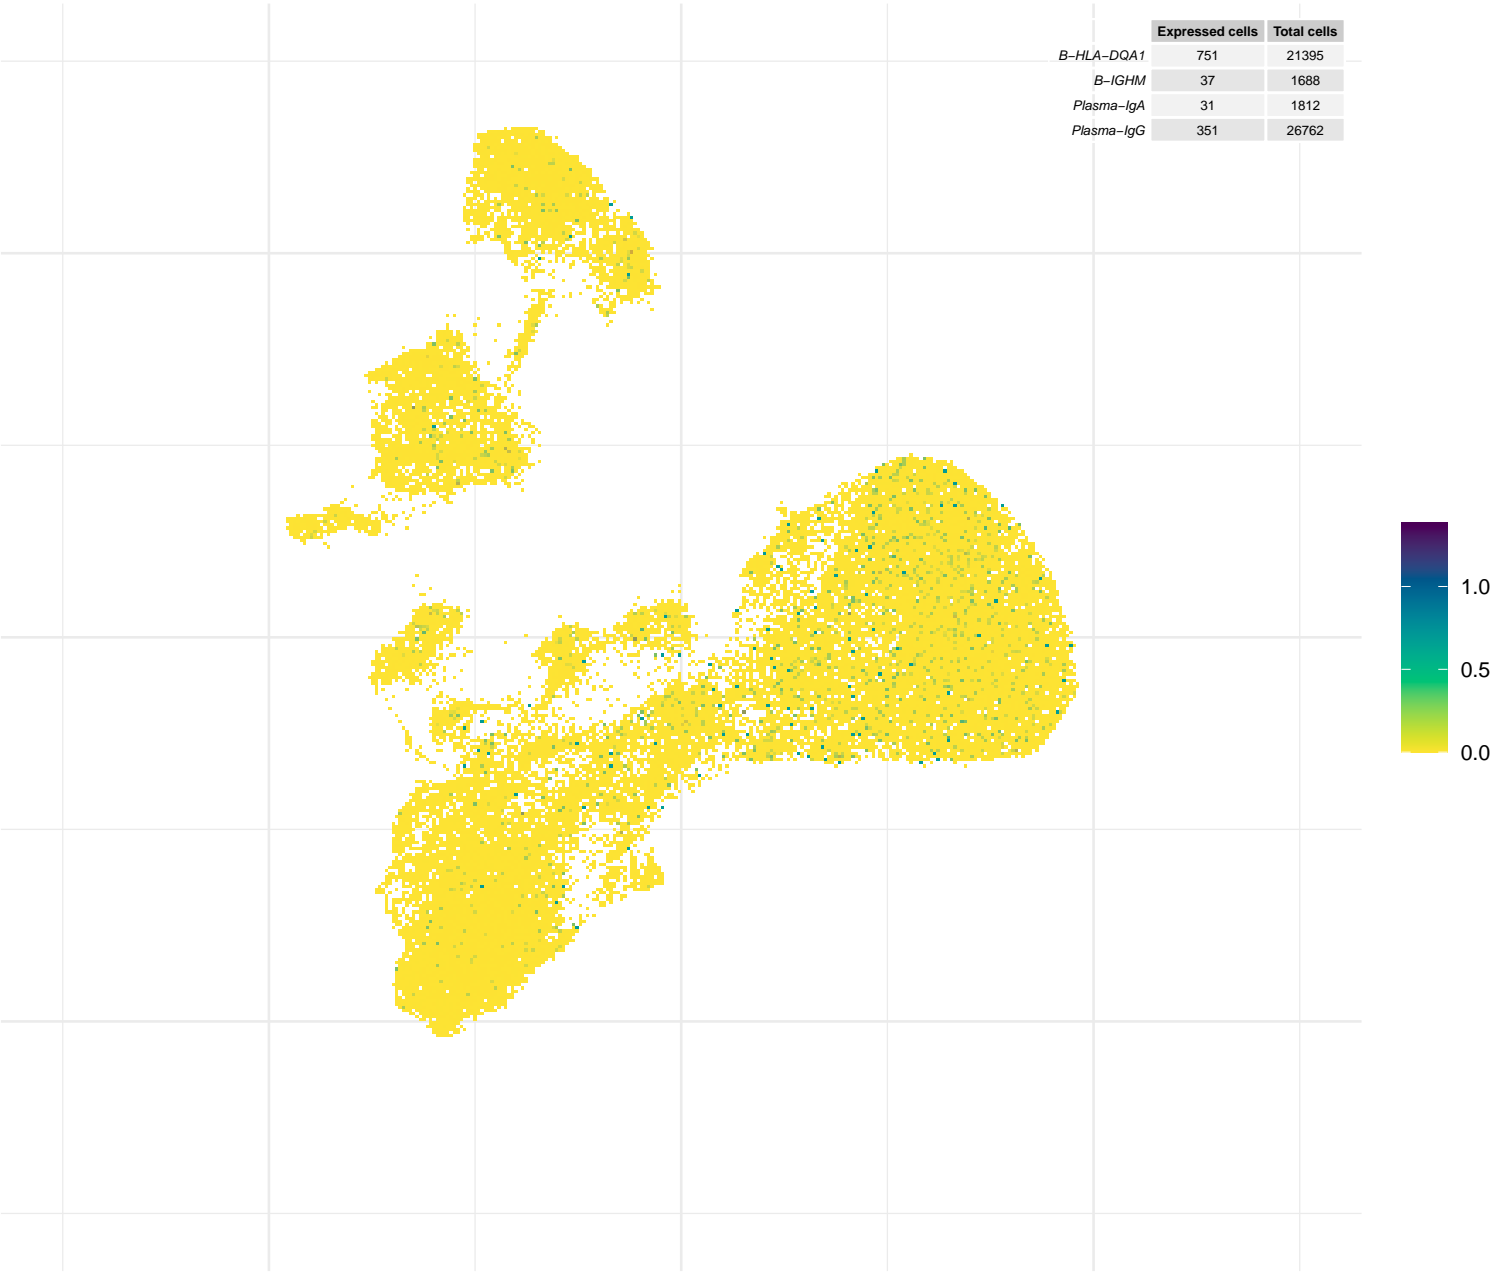 Expressed cells Total cells
B−HLA−DQA1 751 21395
B−IGHM 37 1688
Plasma−IgA 31 1812
Plasma−IgG 351 26762
1.0
0.5
0.0